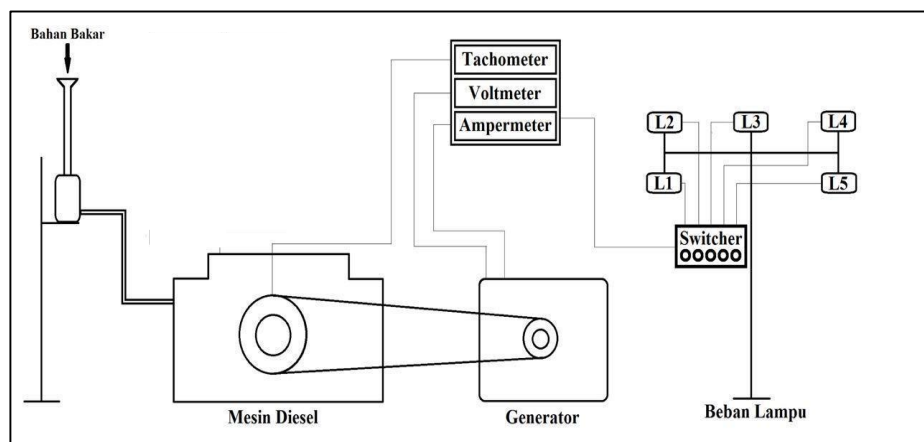 Bahan Bakar
Tachometer
Voltmeter
Ampermeter
L2
L3
L4
L1
L5
Switcher
Mesin Diesel
Generator
Beban Lampu